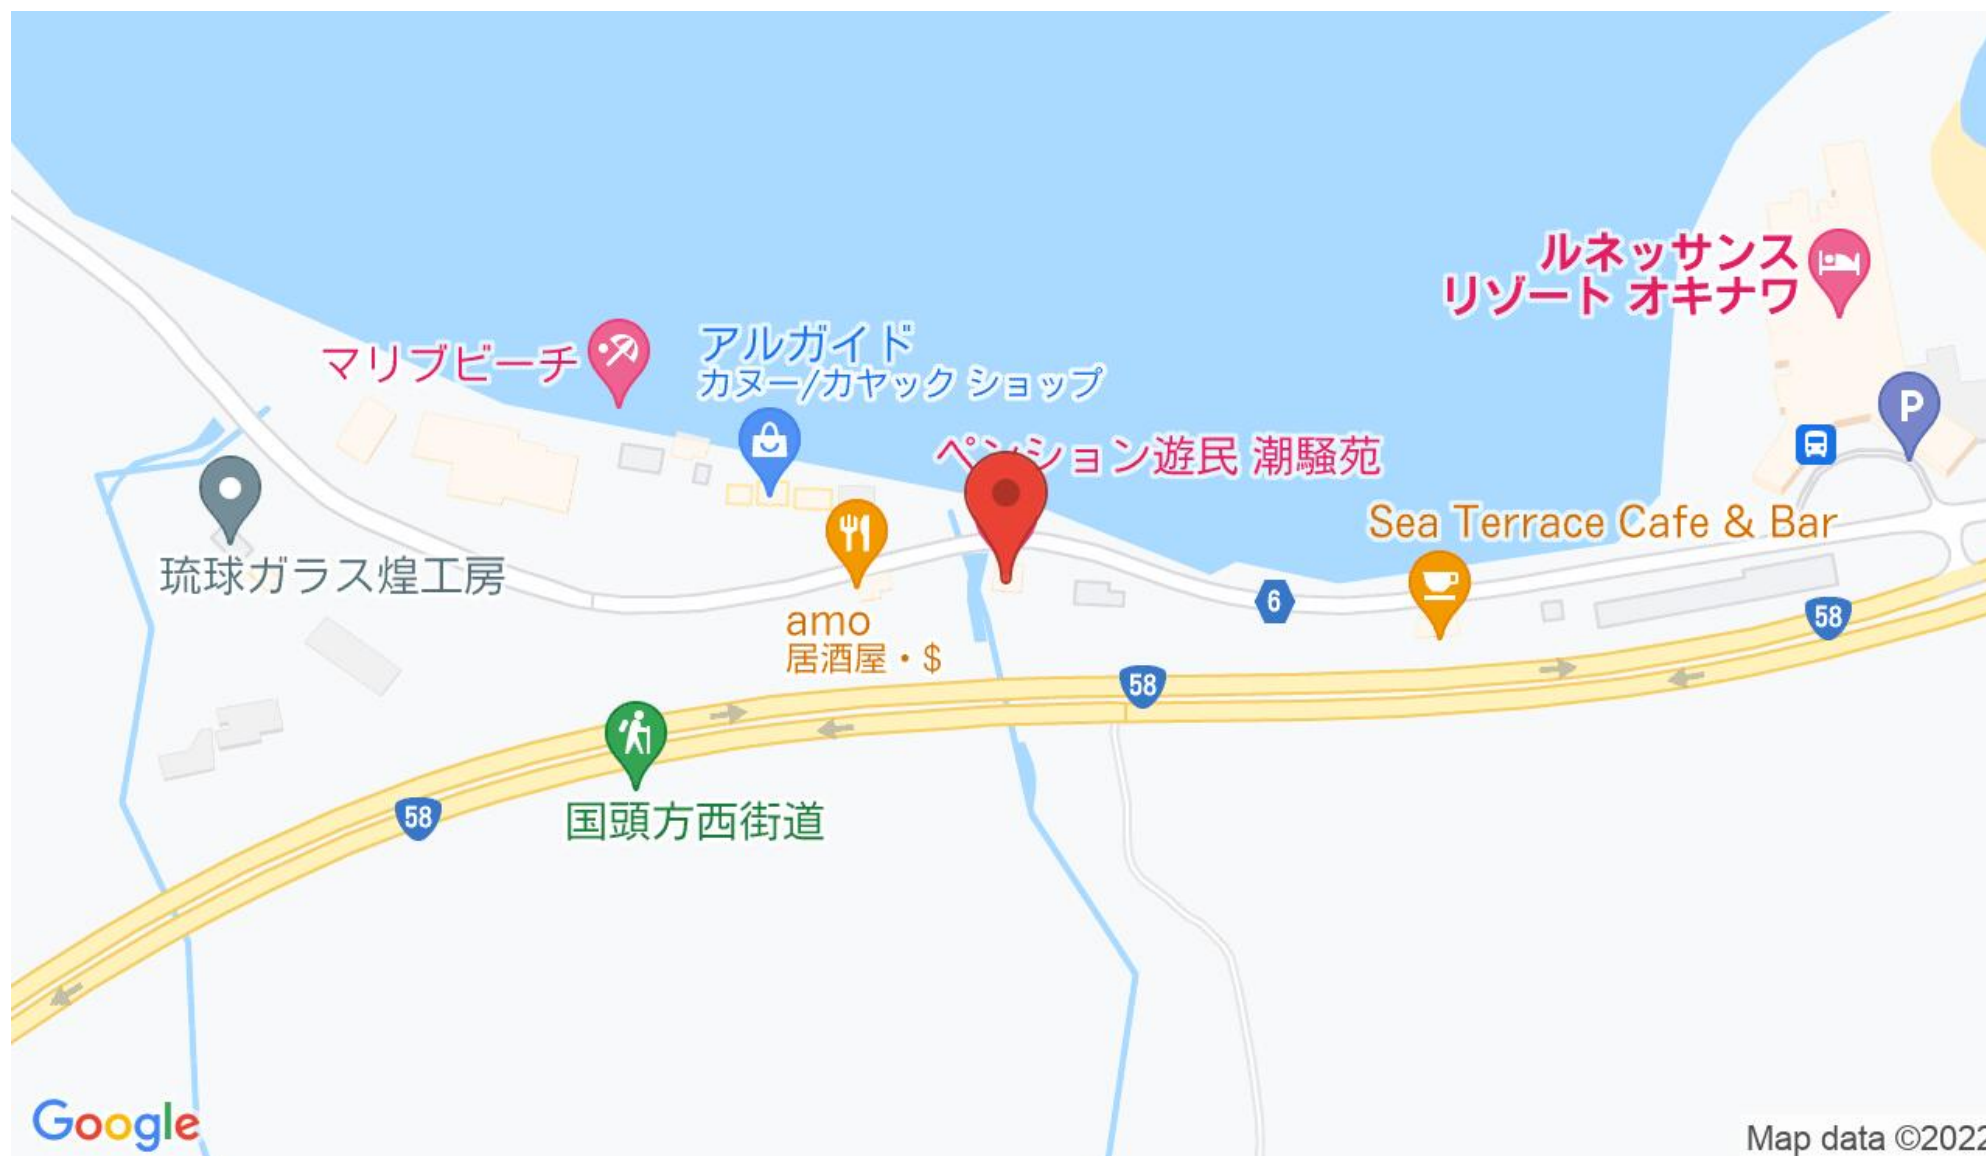 ルネッサンス
リゾート オキナワ
マリブビーチ
アルガイド
カヌー/カヤック ショップ
P
ペンション遊民 潮騒苑
Sea Terrace Cafe & Bar
琉球ガラス煌工房
6
58
amo
居酒屋・$
58
国頭方西街道
58
Google
Map data ©2022